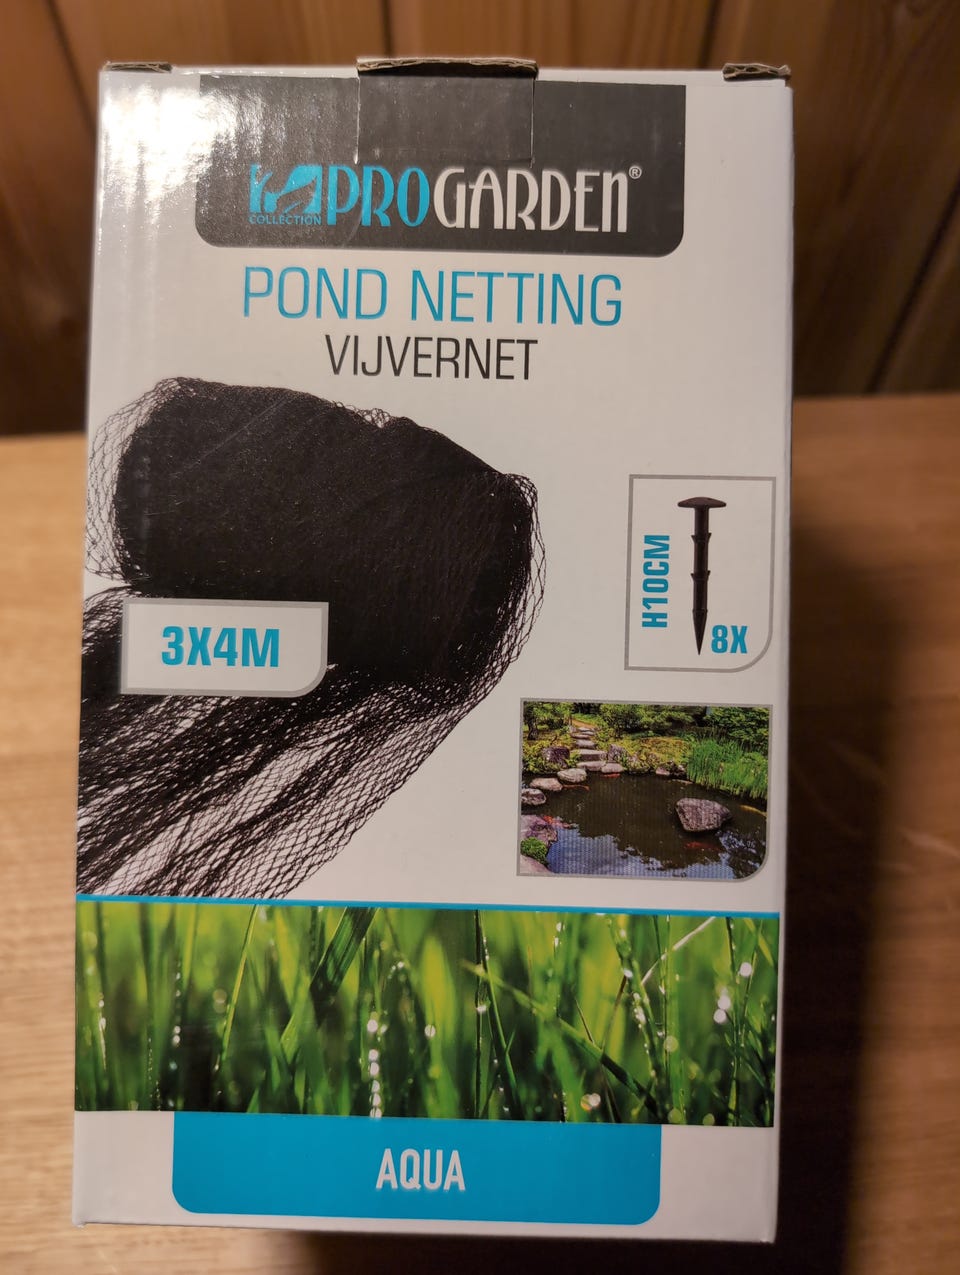 COLLECTION PROGARDEN®
POND NETTING
VIJVERNET
H10CM
8X
3X4M
AQUA